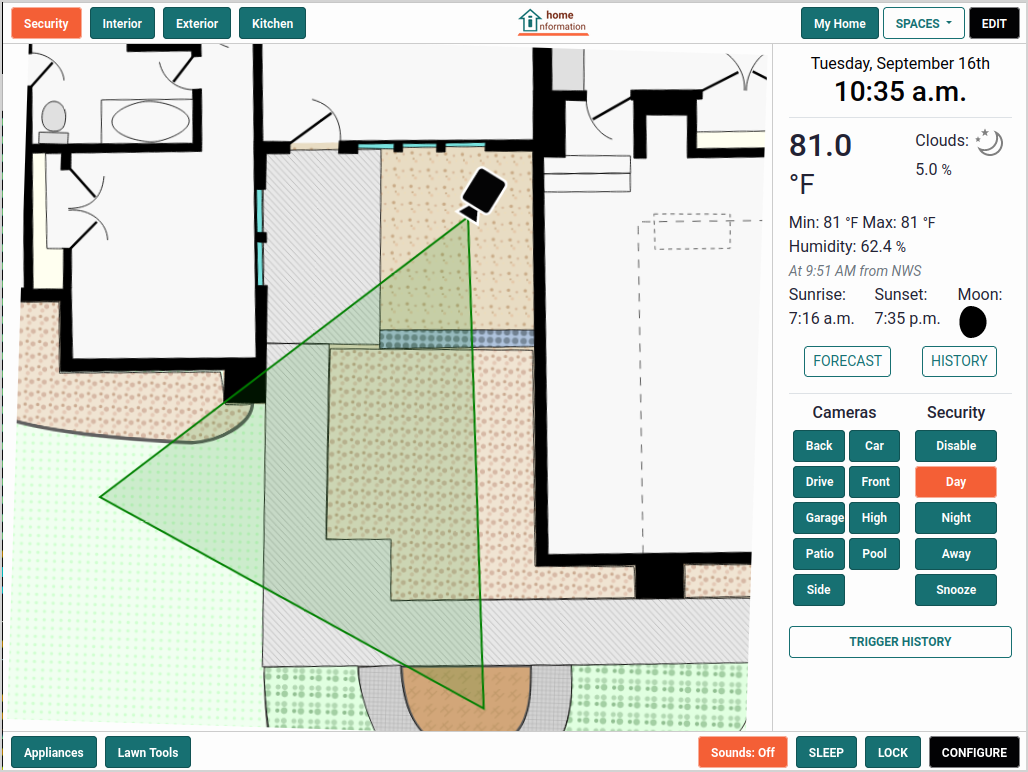 Security Interior Exterior Kitchen
home
information
My Home SPACES EDIT
Tuesday, September 16th
10:35 a.m.
81.0
°F
Clouds:
5.0 %
Min: 81 °F Max: 81 °F
Humidity: 62.4 %
At 9:51 AM from NWS
Sunrise: Sunset: Moon:
7:16 a.m. 7:35 p.m.
FORECAST HISTORY
Cameras Security
Back Car Disable
Drive Front Day
Garage High Night
Patio Pool Away
Side Snooze
TRIGGER HISTORY
Appliances Lawn Tools Sounds: Off SLEEP LOCK CONFIGURE